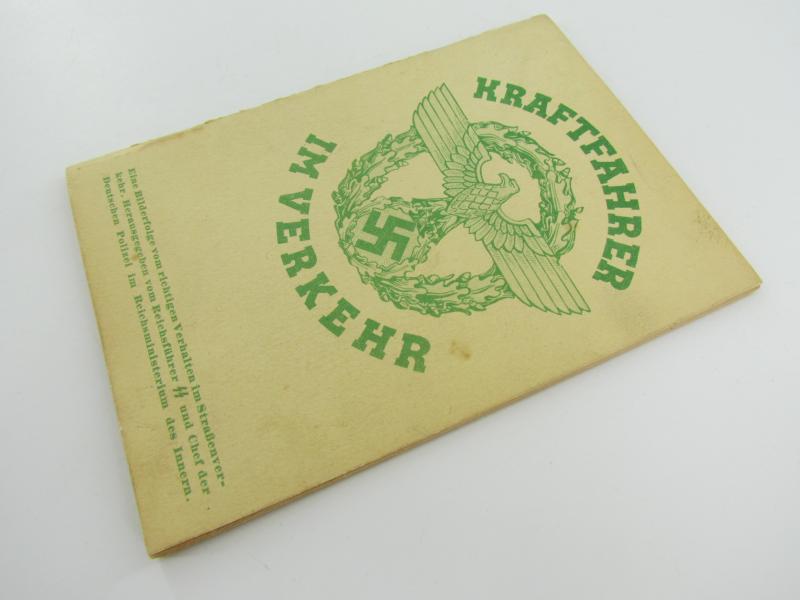 KRAFTFAHRER
IM VERKEHR
Eine Bilderfolge vom richtigen Verhalten im Straßenver-
kehr. Herausgegeben vom Reichsführer ᛋᛋ und Chef der
Deutschen Polizei im Reichsministerium des Innern.